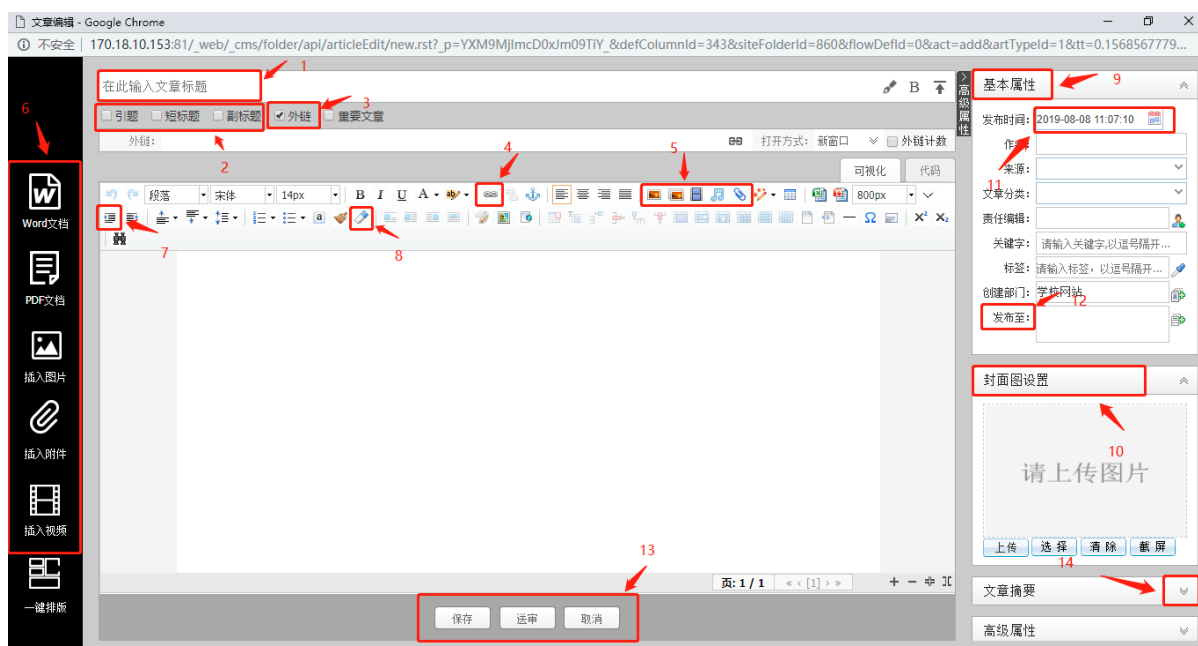 文章编辑 - Google Chrome
不安全 | 170.18.10.153:81/_web/_cms/folder/api/articleEdit/new.rst?_p=YXM9MjImcD0xJm09TiY_&defColumnId=343&siteFolderId=860&flowDefId=0&act=add&artTypeId=1&tt=0.1568567779...
1
在此输入文章标题
B
引题 短标题 副标题 外链 重要文章
3
2
外链: 打开方式: 新窗口 外链计数
4
5
可视化 代码
段落 宋体 14px B I U A 800px
Ω X² X₂
7
8
6
Word文档
PDF文档
插入图片
插入附件
插入视频
一键排版
页: 1 / 1 « ‹ [1] › »
13
保存 送审 取消
高级属性
基本属性
9
发布时间: 2019-08-08 11:07:10
作者:
来源:
11
文章分类:
责任编辑:
关键字: 请输入关键字,以逗号隔开...
标签: 请输入标签，以逗号隔开...
创建部门: 学校网站
12
发布至:
封面图设置
10
请上传图片
上传 选择 清除 截屏
14
文章摘要
高级属性